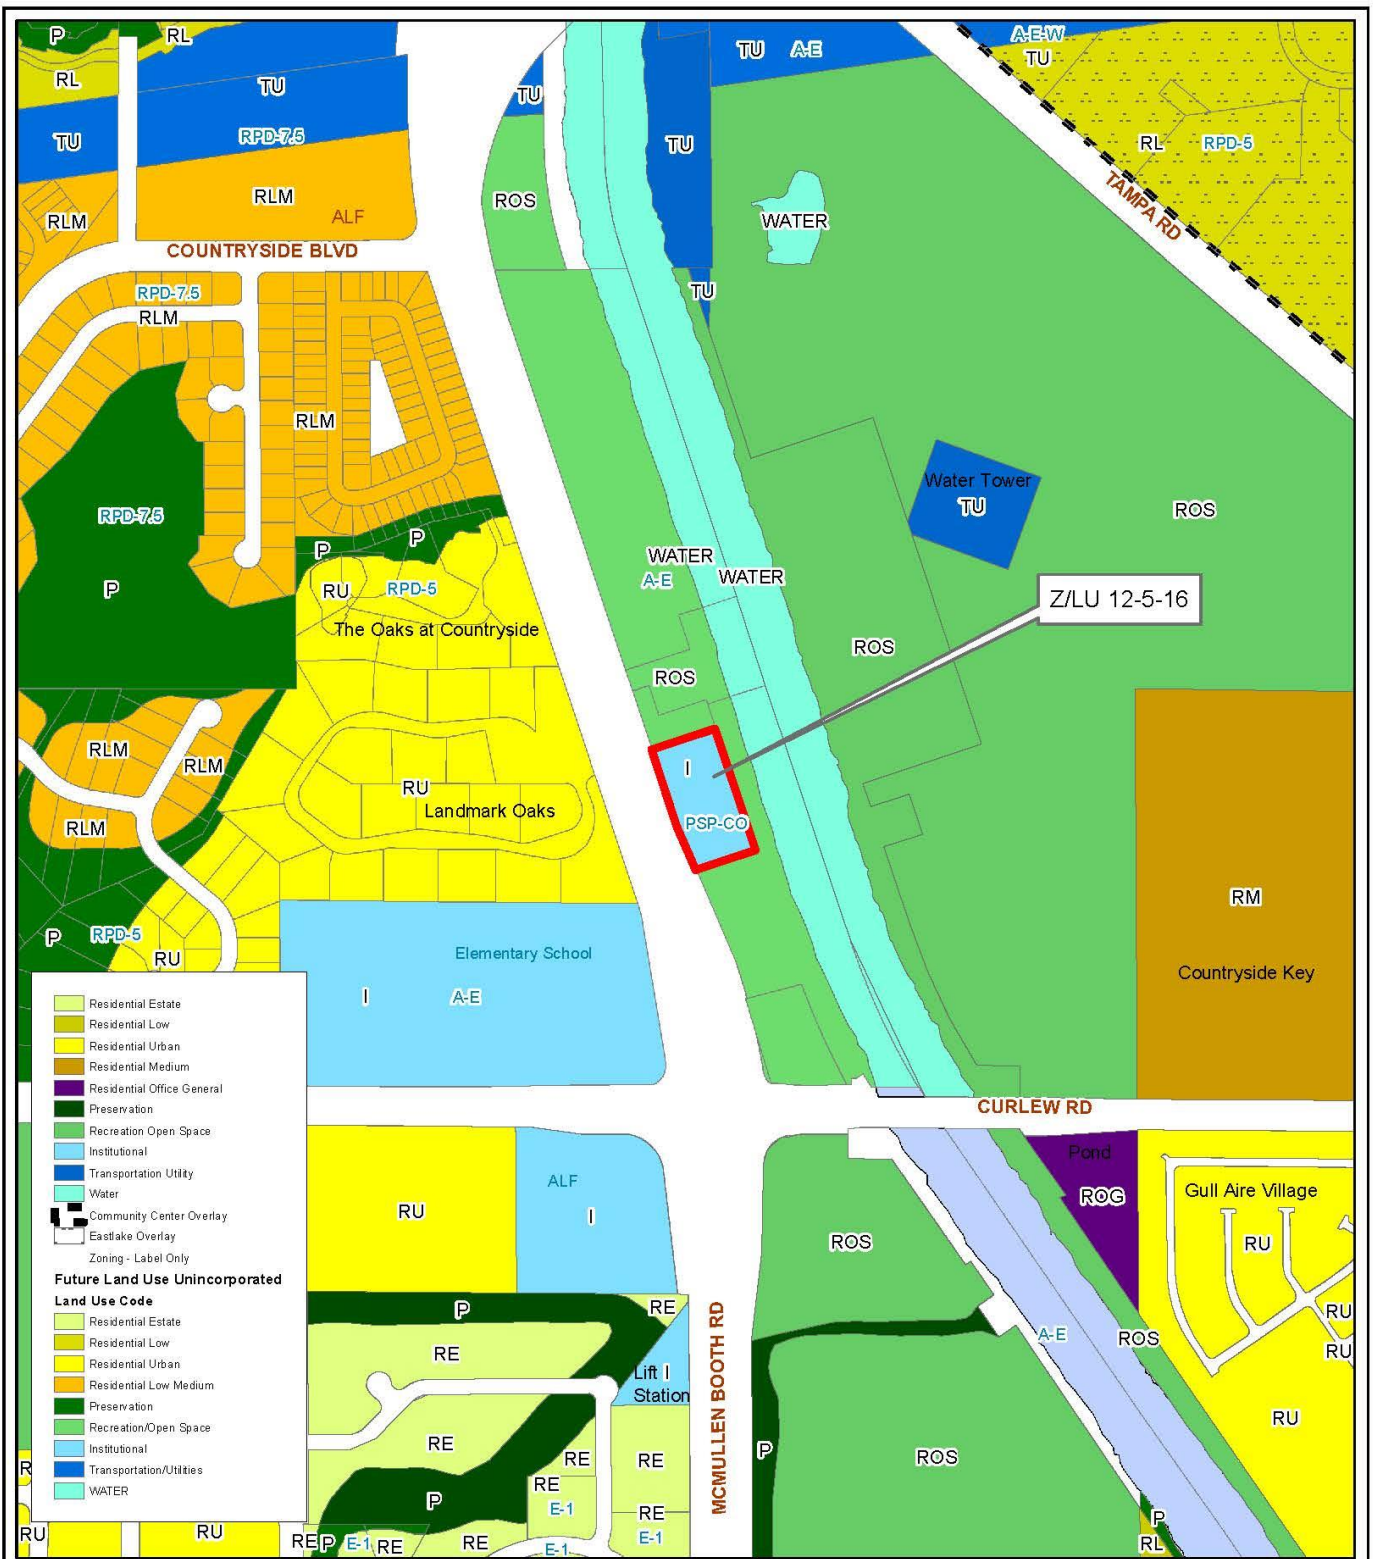 P
RL
TU
A-E
A-E-W
TU
RL
TU
TU
TU
RPD-7.5
TU
RL
RPD-5
RLM
ALF
RLM
ROS
WATER
TAMPA RD
COUNTRYSIDE BLVD
RPD-7.5
RLM
TU
RLM
Water Tower
TU
ROS
RPD-7.5
P
P
P
RU
RPD-5
WATER
A-E
WATER
Z/LU 12-5-16
The Oaks at Countryside
ROS
ROS
RLM
RLM
RLM
RU
Landmark Oaks
I
PSP-CO
RM
Countryside Key
P
RPD-5
RU
Elementary School
I
A-E
Residential Estate
Residential Low
Residential Urban
Residential Medium
Residential Office General
Preservation
Recreation Open Space
Institutional
Transportation Utility
Water
Community Center Overlay
Eastlake Overlay
Zoning - Label Only
Future Land Use Unincorporated
Land Use Code
Residential Estate
Residential Low
Residential Urban
Residential Low Medium
Preservation
Recreation/Open Space
Institutional
Transportation/Utilities
WATER
CURLEW RD
Pond
ROG
Gull Aire Village
RU
ALF
I
RU
ROS
RU
RU
P
RE
A-E
ROS
RE
Lift I
Station
MCMULLEN BOOTH RD
RU
RE
RE
RE
P
ROS
R
RE
P
E-1
RE
E-1
RU
RU
RE
P
E-1
RE
RE
E-1
P
RL